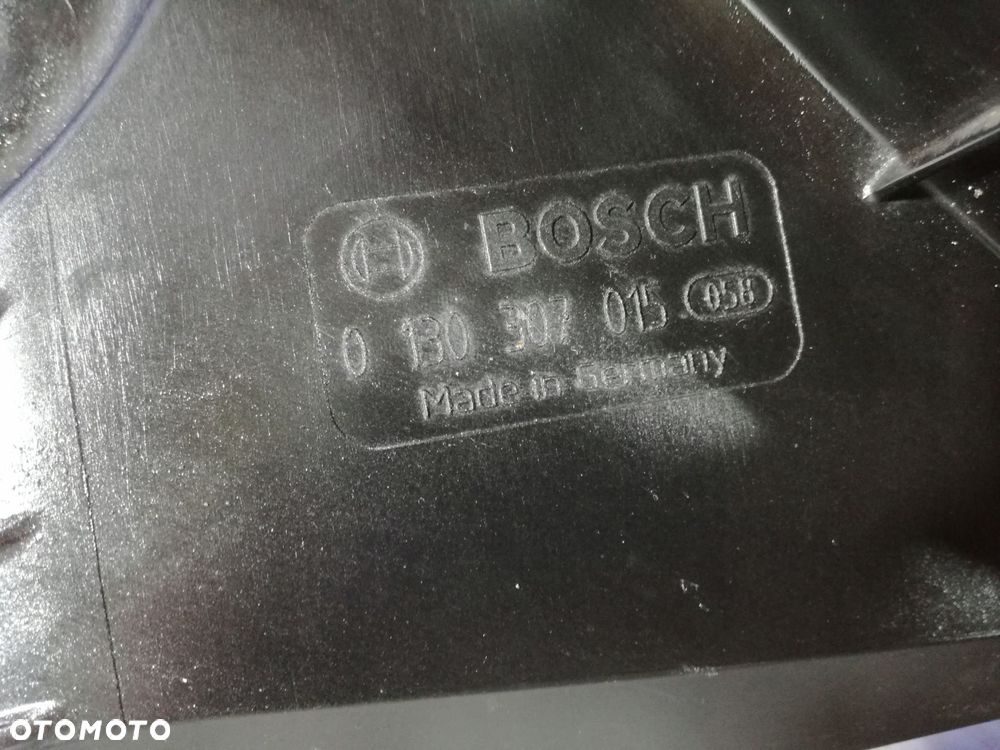 BOSCH
0 130 307 015 058
Made in Germany
OTOMOTO